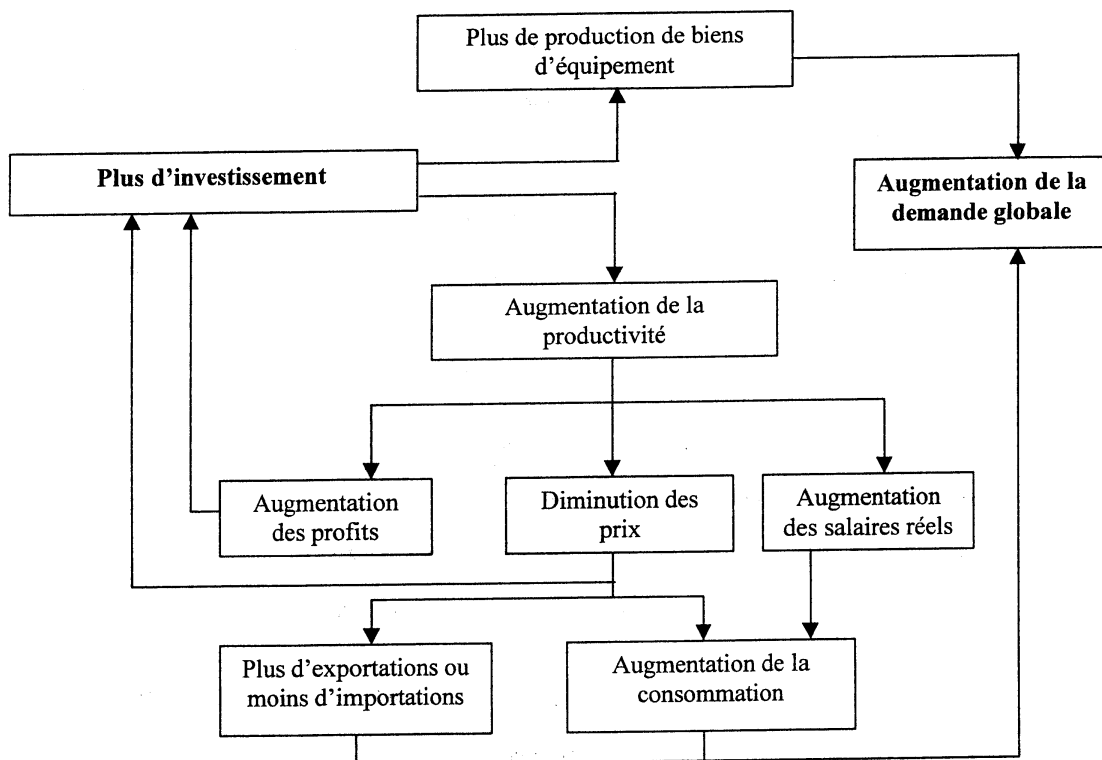 Plus de production de biens
d'équipement
Plus d'investissement
Augmentation de la
demande globale
Augmentation de la
productivité
Augmentation
des profits
Diminution des
prix
Augmentation
des salaires réels
Plus d'exportations ou
moins d'importations
Augmentation de la
consommation